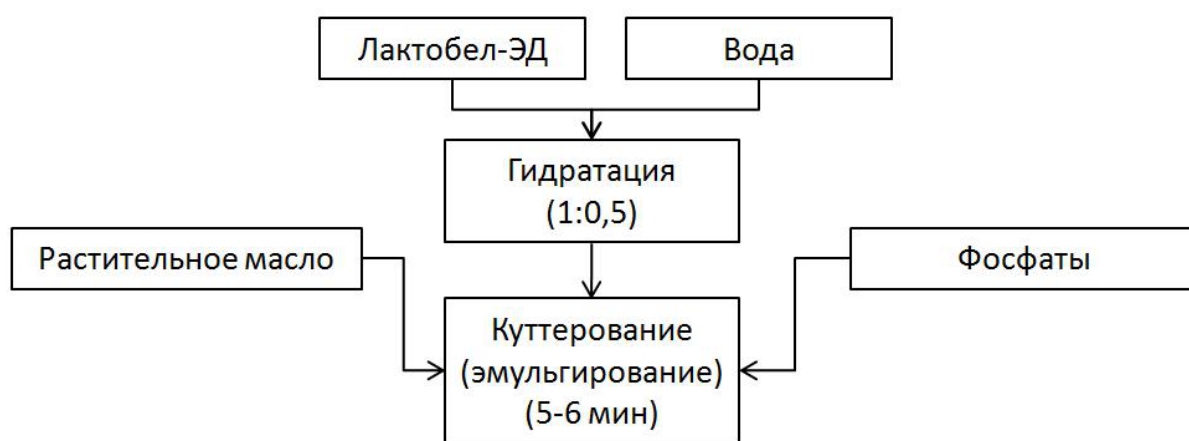 Лактобел-ЭД
Вода
Гидратация
(1:0,5)
Растительное масло
Фосфаты
Куттерование
(эмульгирование)
(5-6 мин)